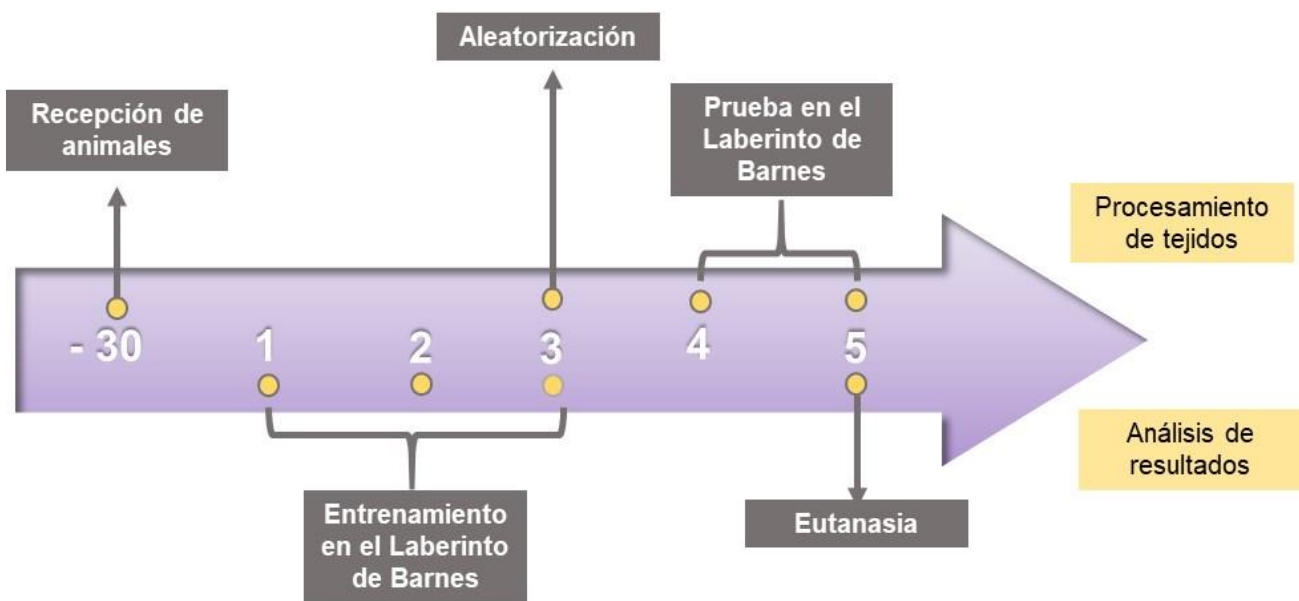 Aleatorización
Recepción de
animales
Prueba en el
Laberinto de
Barnes
Procesamiento
de tejidos
- 30 1 2 3 4 5
Análisis de
resultados
Entrenamiento
en el Laberinto
de Barnes
Eutanasia